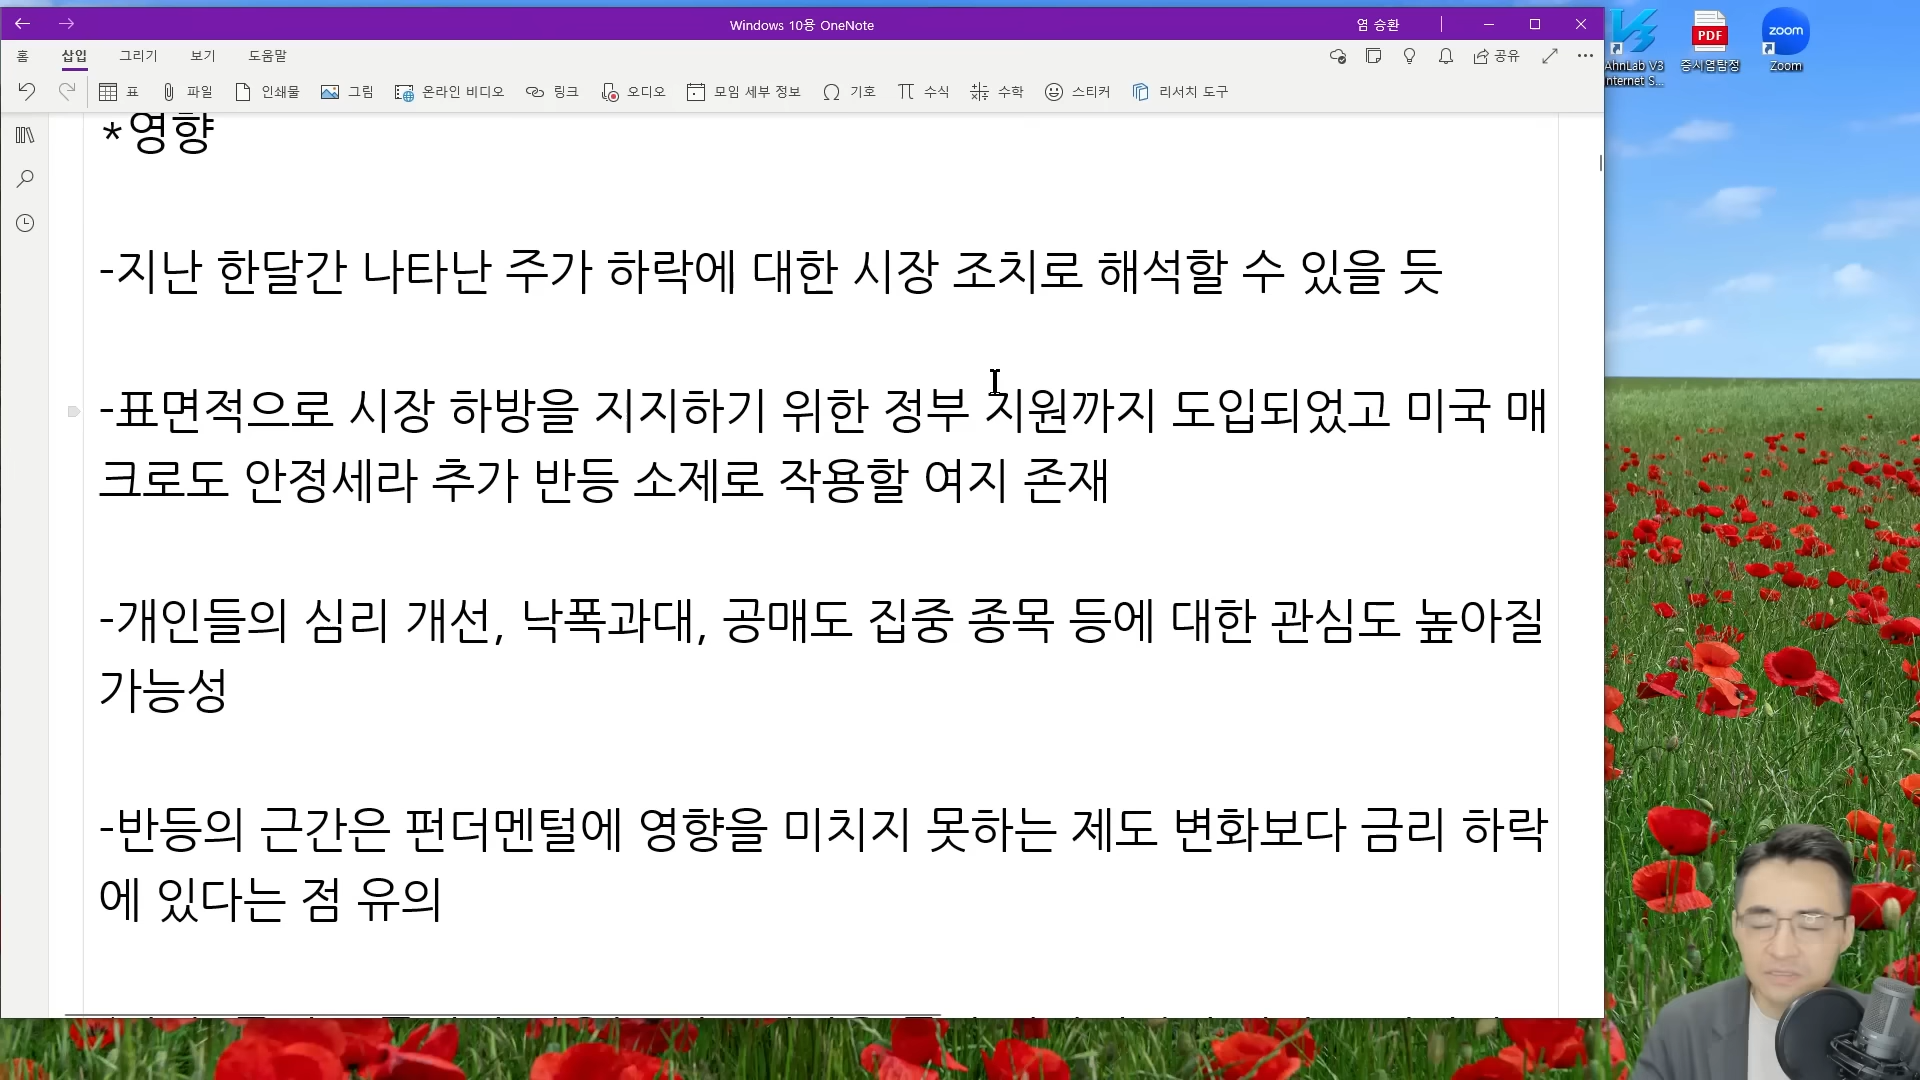 Windows 10용 OneNote
염 승환
홈 삽입 그리기 보기 도움말
공유
표 파일 인쇄물 그림 온라인 비디오 링크 오디오 모임 세부 정보 기호 수식 수학 스티커 리서치 도구
AhnLab V3
Internet S...
PDF
증시염탐정
zoom
Zoom
*영향
-지난 한달간 나타난 주가 하락에 대한 시장 조치로 해석할 수 있을 듯
-표면적으로 시장 하방을 지지하기 위한 정부 지원까지 도입되었고 미국 매
크로도 안정세라 추가 반등 소제로 작용할 여지 존재
-개인들의 심리 개선, 낙폭과대, 공매도 집중 종목 등에 대한 관심도 높아질
가능성
-반등의 근간은 펀더멘털에 영향을 미치지 못하는 제도 변화보다 금리 하락
에 있다는 점 유의